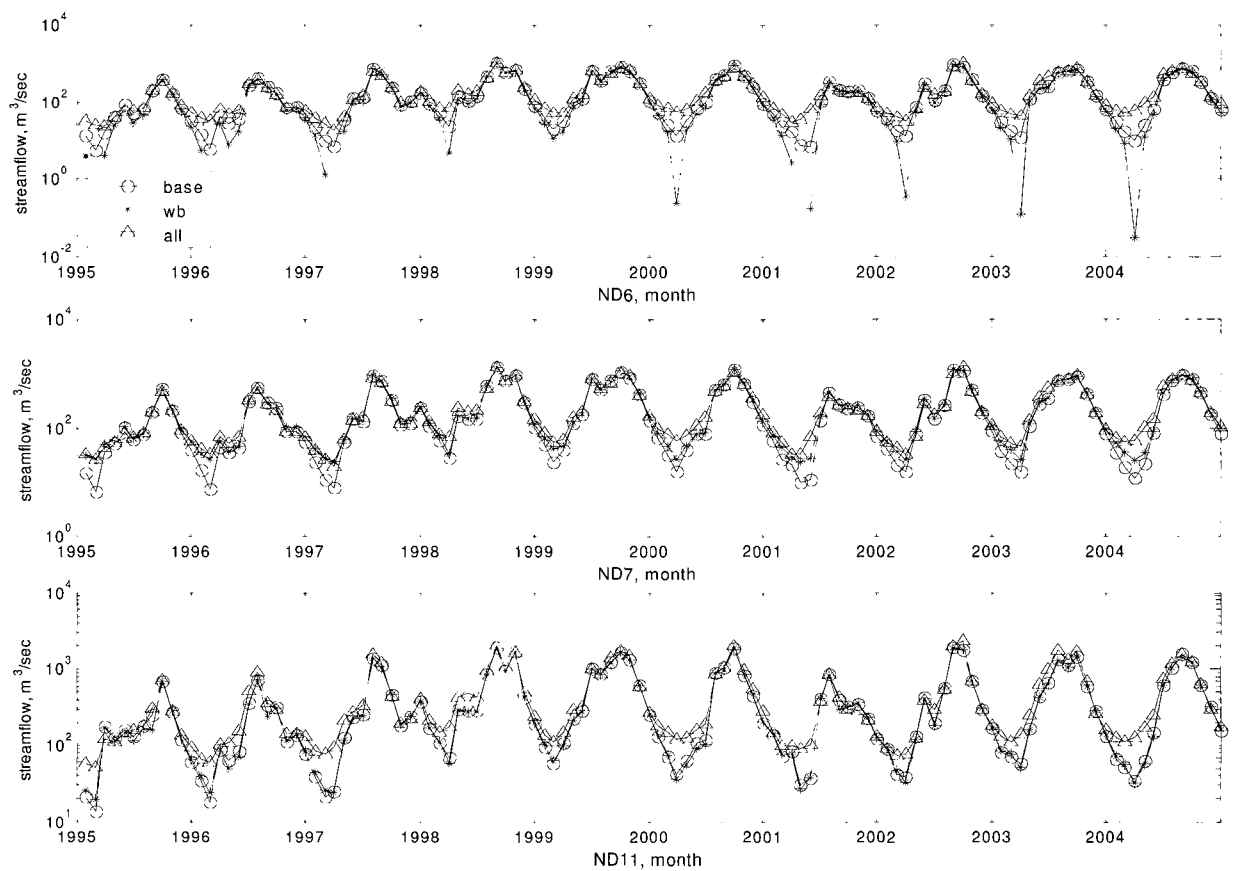 10^4
10^2
10^0
10^-2
streamflow, m^3/sec
base
wb
all
1995 1996 1997 1998 1999 2000 2001 2002 2003 2004
ND6, month
10^4
10^2
10^0
streamflow, m^3/sec
1995 1996 1997 1998 1999 2000 2001 2002 2003 2004
ND7, month
10^4
10^3
10^2
10^1
streamflow, m^3/sec
1995 1996 1997 1998 1999 2000 2001 2002 2003 2004
ND11, month